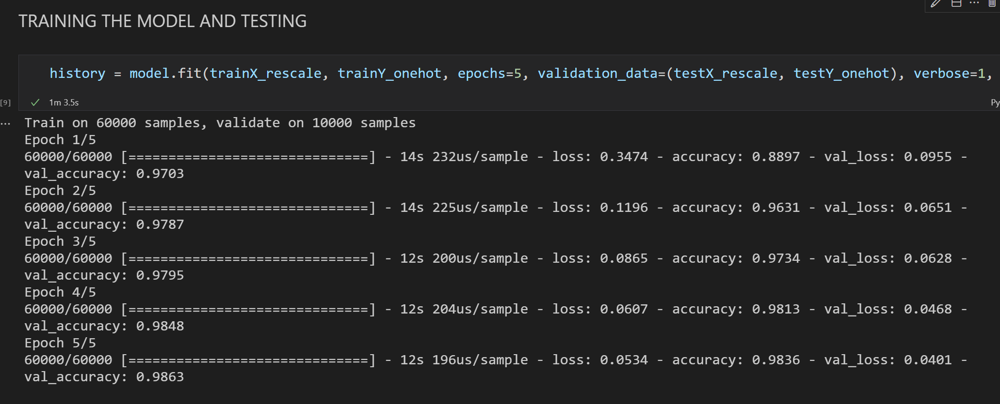 TRAINING THE MODEL AND TESTING
history = model.fit(trainX_rescale, trainY_onehot, epochs=5, validation_data=(testX_rescale, testY_onehot), verbose=1,
[9]
1m 3.5s
Py
Train on 60000 samples, validate on 10000 samples
Epoch 1/5
60000/60000 [==============================] - 14s 232us/sample - loss: 0.3474 - accuracy: 0.8897 - val_loss: 0.0955 -
val_accuracy: 0.9703
Epoch 2/5
60000/60000 [==============================] - 14s 225us/sample - loss: 0.1196 - accuracy: 0.9631 - val_loss: 0.0651 -
val_accuracy: 0.9787
Epoch 3/5
60000/60000 [==============================] - 12s 200us/sample - loss: 0.0865 - accuracy: 0.9734 - val_loss: 0.0628 -
val_accuracy: 0.9795
Epoch 4/5
60000/60000 [==============================] - 12s 204us/sample - loss: 0.0607 - accuracy: 0.9813 - val_loss: 0.0468 -
val_accuracy: 0.9848
Epoch 5/5
60000/60000 [==============================] - 12s 196us/sample - loss: 0.0534 - accuracy: 0.9836 - val_loss: 0.0401 -
val_accuracy: 0.9863